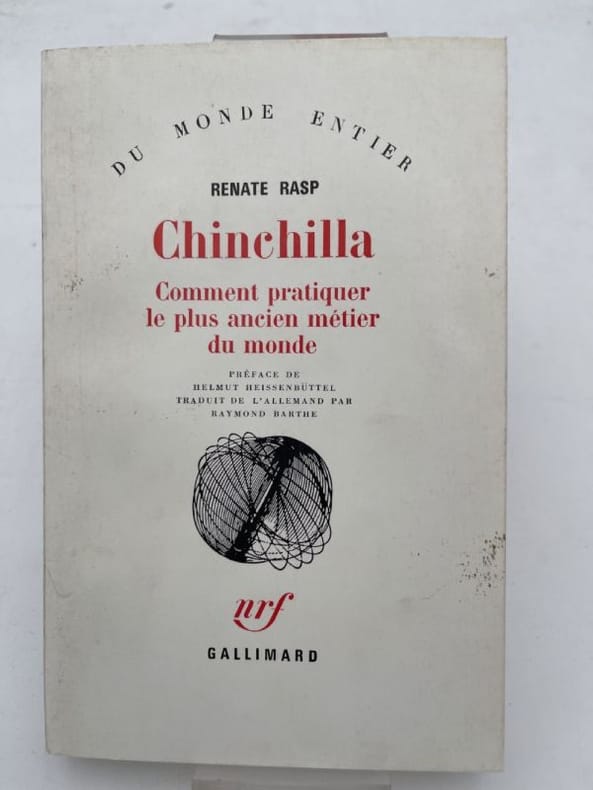 DU MONDE ENTIER
RENATE RASP
Chinchilla
Comment pratiquer
le plus ancien métier
du monde
PRÉFACE DE
HELMUT HEISSENBÜTTEL
TRADUIT DE L'ALLEMAND PAR
RAYMOND BARTHE
nrf
GALLIMARD